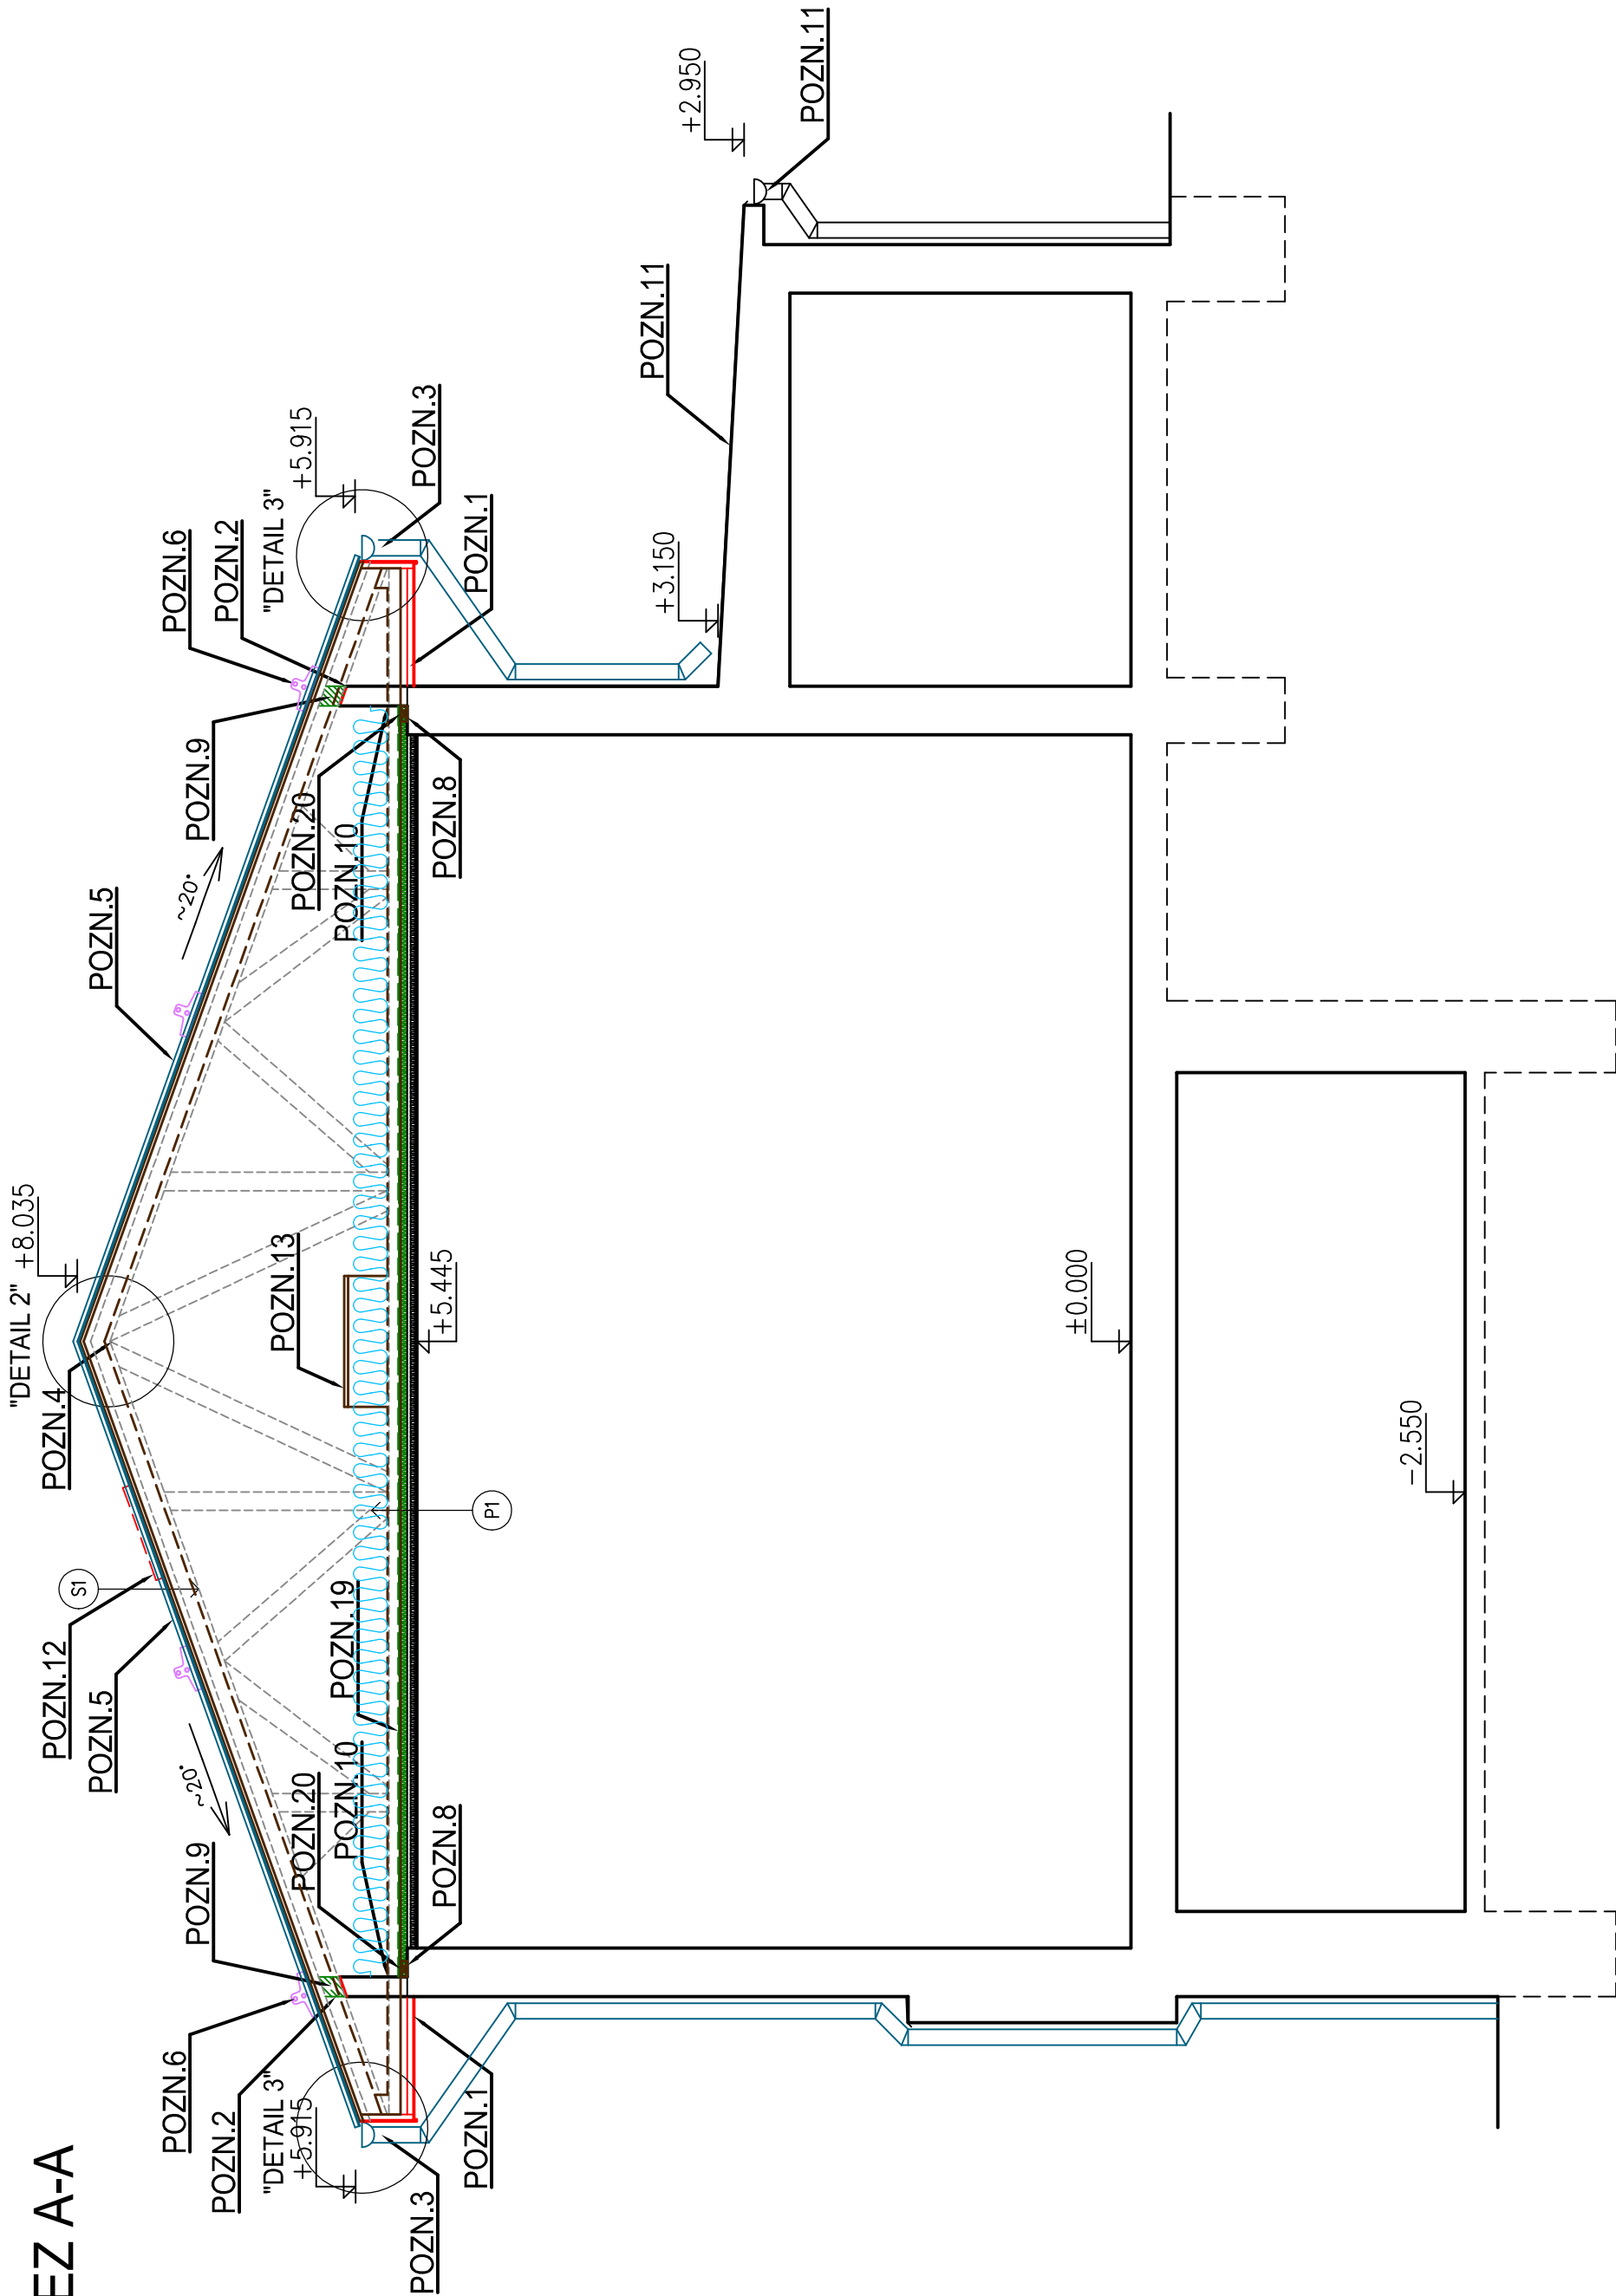 EZ A-A
"DETAIL 2"
+8.035
POZN.12
POZN.4
S1
POZN.5
POZN.5
POZN.6
~20°
~20°
POZN.6
POZN.9
POZN.9
POZN.2
POZN.2
"DETAIL 3"
POZN.13
"DETAIL 3"
+5.915
POZN.20
POZN.20
+5.915
POZN.10
POZN.19
POZN.10
POZN.3
POZN.3
POZN.8
+5.445
POZN.8
POZN.1
P1
POZN.1
POZN.11
+3.150
+2.950
POZN.11
±0.000
-2.550